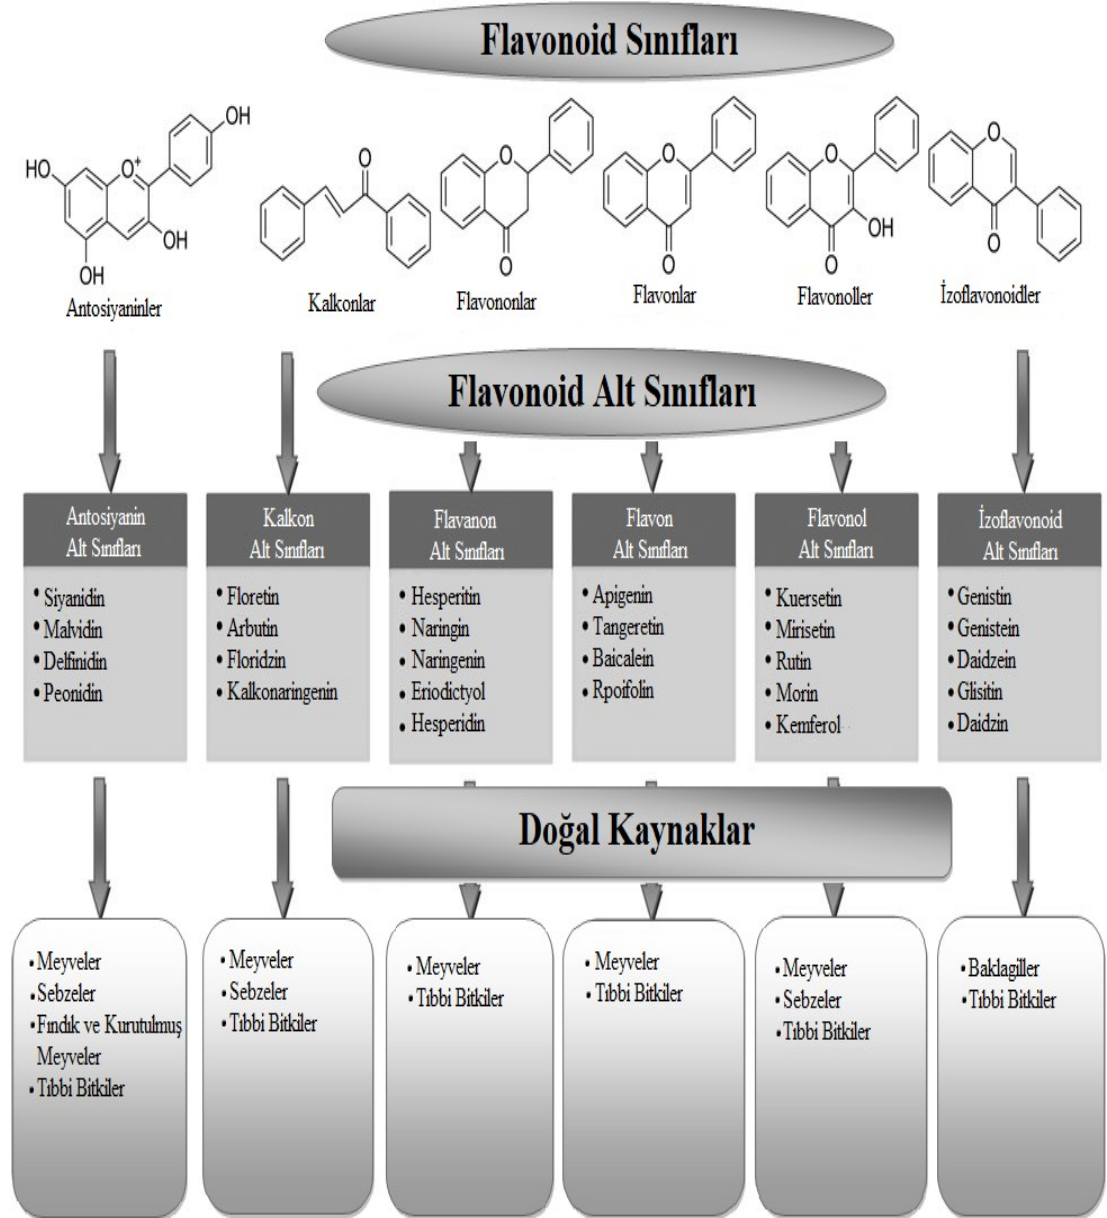 Flavonoid Sınıfları
OH
HO
O+
OH
OH
Antosiyaninler
O
Kalkonlar
O
O
Flavononlar
O
O
Flavonlar
O
OH
O
Flavonoller
O
O
İzoflavonoidler
Flavonoid Alt Sınıfları
Antosiyanin
Alt Sınıfları
• Siyanidin
• Malvidin
• Delfinidin
• Peonidin
Kalkon
Alt Sınıfları
• Floretin
• Arbutin
• Floridzin
• Kalkonaringenin
Flavanon
Alt Sınıfları
• Hesperitin
• Naringin
• Naringenin
• Eriodictyol
• Hesperidin
Flavon
Alt Sınıfları
• Apigenin
• Tangeretin
• Baicalein
• Rpoifolin
Flavonol
Alt Sınıfları
• Kuersetin
• Mirisetin
• Rutin
• Morin
• Kemferol
İzoflavonoid
Alt Sınıfları
• Genistin
• Genistein
• Daidzein
• Glisitin
• Daidzin
Doğal Kaynaklar
• Meyveler
• Sebzeler
• Fındık ve Kurutulmuş
Meyveler
• Tıbbi Bitkiler
• Meyveler
• Sebzeler
• Tıbbi Bitkiler
• Meyveler
• Tıbbi Bitkiler
• Meyveler
• Tıbbi Bitkiler
• Meyveler
• Sebzeler
• Tıbbi Bitkiler
• Baklagiller
• Tıbbi Bitkiler